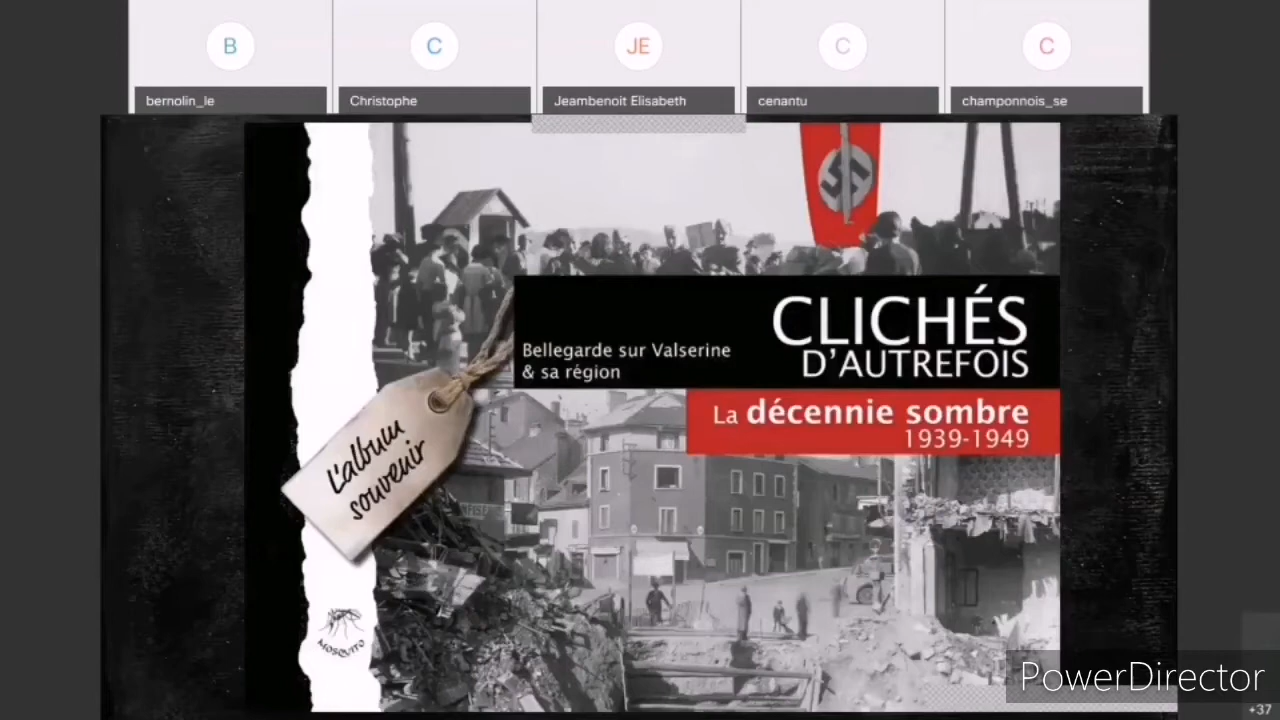 B
C
JE
C
C
bernolin_le
Christophe
Jeambenoit Elisabeth
cenantu
champonnois_se
CLICHÉS
D'AUTREFOIS
Bellegarde sur Valserine
& sa région
La décennie sombre
1939-1949
L'album
souvenir
MOSQUITO
PowerDirector
+37